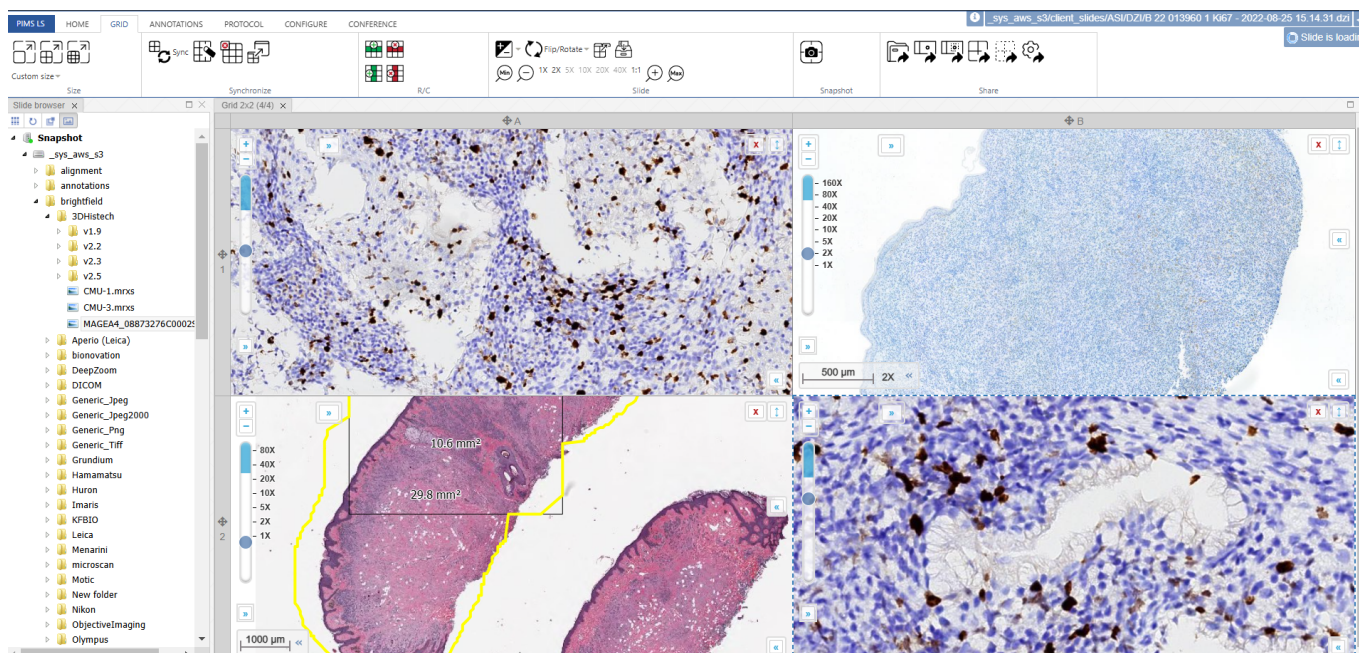 PIMS LS HOME GRID ANNOTATIONS PROTOCOL CONFIGURE CONFERENCE
_sys_aws_s3/client_slides/ASI/DZI/B 22 013960 1 Ki67 - 2022-08-25 15.14.31.dzi
Slide is loadin
Sync
Flip/Rotate
Custom size
Min 1X 2X 5X 10X 20X 40X 1:1 Max
Size Synchronize R/C Slide Snapshot Share
Slide browser x
Grid 2x2 (4/4) x
A
B
Snapshot
_sys_aws_s3
alignment
annotations
brightfield
3DHistech
v1.9
v2.2
v2.3
v2.5
CMU-1.mrxs
CMU-3.mrxs
MAGEA4_08873276C0002S
Aperio (Leica)
bionovation
DeepZoom
DICOM
Generic_Jpeg
Generic_Jpeg2000
Generic_Png
Generic_Tiff
Grundium
Hamamatsu
Huron
Imaris
KFBIO
Leica
Menarini
microscan
Motic
New folder
Nikon
ObjectiveImaging
Olympus
1
X
X
160X
80X
40X
20X
10X
5X
2X
1X
500 µm 2X
2
X
80X
40X
20X
10X
5X
2X
1X
10.6 mm²
29.8 mm²
1000 µm
X